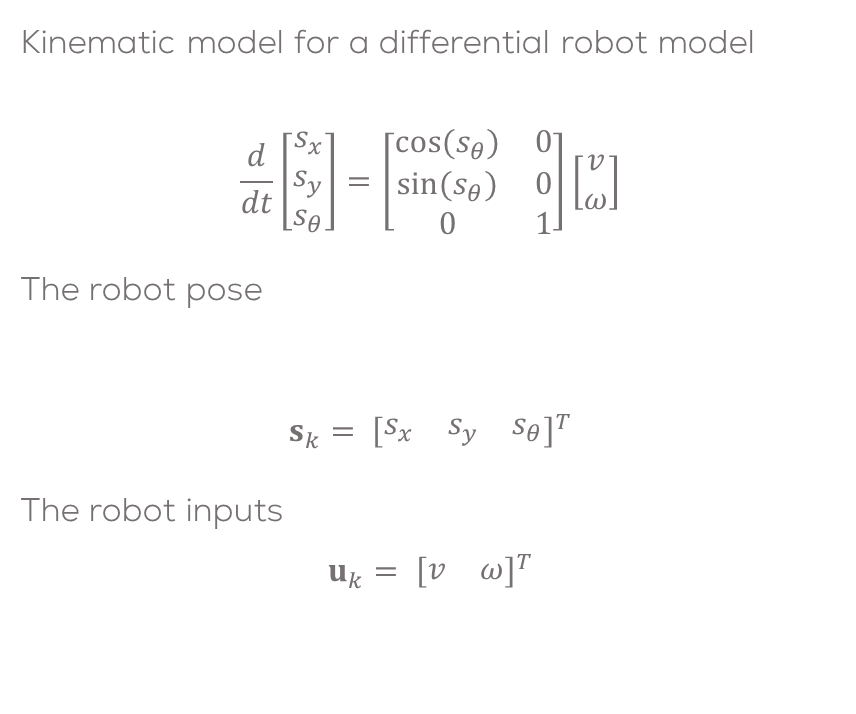 Kinematic model for a differential robot model
d/dt [s_x s_y s_θ] = [cos(s_θ) 0 sin(s_θ) 0 0 1] [v ω]
The robot pose
𝐬_k = [s_x s_y s_θ]^T
The robot inputs
𝐮_k = [v ω]^T